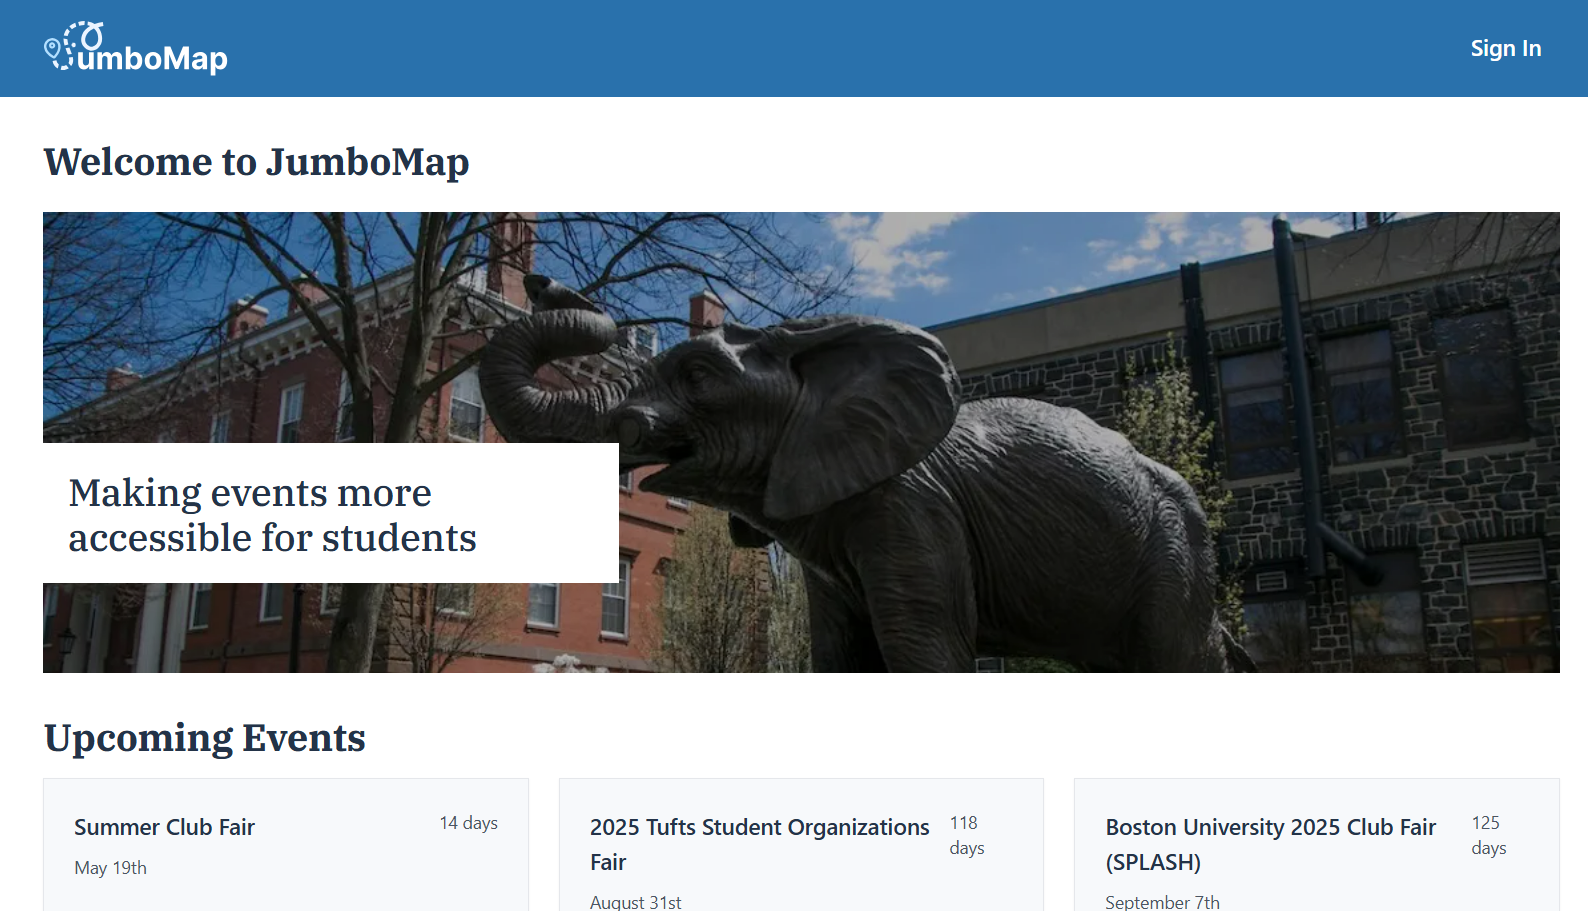 JumboMap
Sign In
Welcome to JumboMap
Making events more
accessible for students
Upcoming Events
Summer Club Fair
14 days
May 19th
2025 Tufts Student Organizations
Fair
118
days
August 31st
Boston University 2025 Club Fair
(SPLASH)
125
days
September 7th